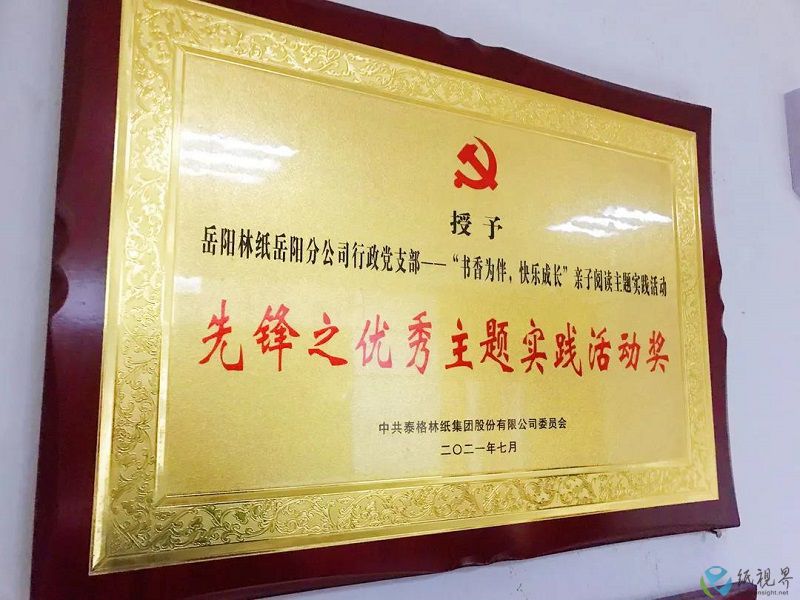 授予
岳阳林纸岳阳分公司行政党支部——“书香为伴，快乐成长”亲子阅读主题实践活动
先锋之优秀主题实践活动奖
中共泰格林纸集团股份有限公司委员会
二〇二一年七月
纸视界